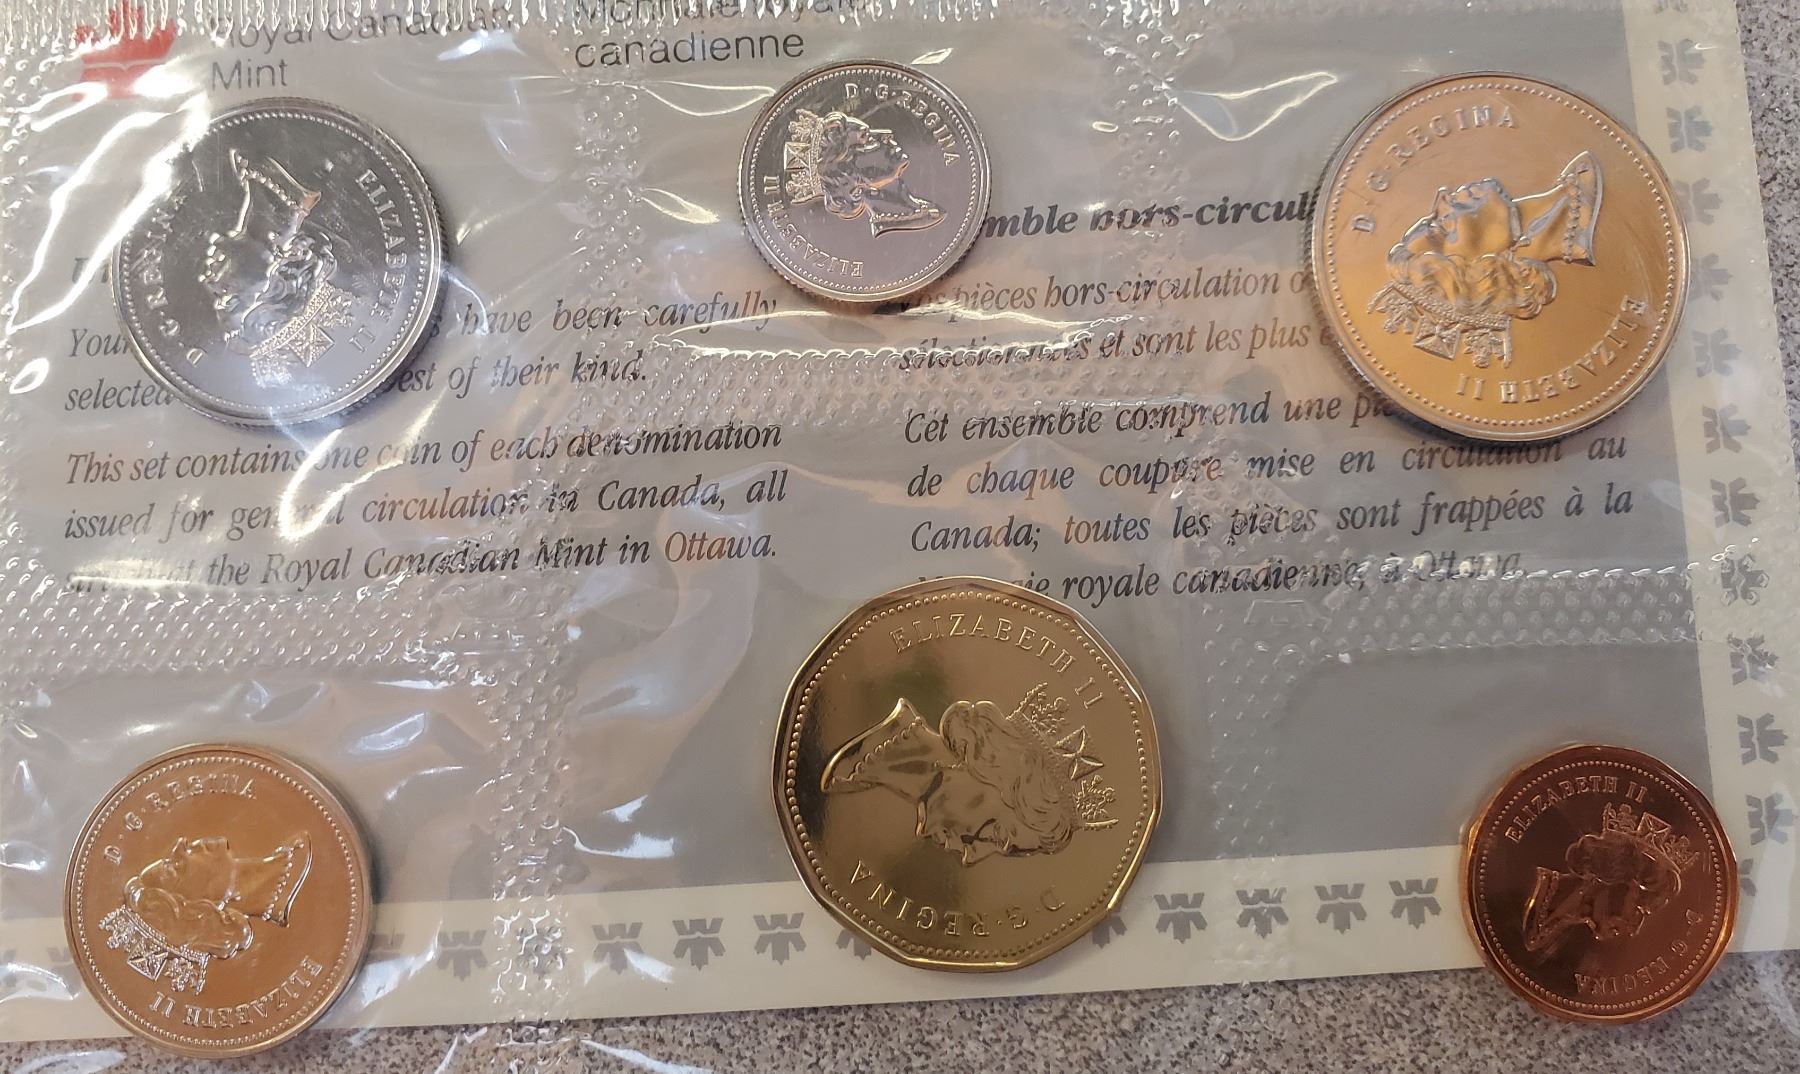 Royal Canadian
Mint
Monnaie royale
canadienne
mble hors-circul
have been carefully
selected est of their kind.
This set contains one coin of each denomination
issued for general circulation in Canada, all
the Royal Canadian Mint in Ottawa.
pièces hors-circulation
sélectionnées et sont les plus
Cet ensemble comprend une
de chaque coupure mise en circulation au
Canada; toutes les pièces sont frappées à la
royale canadienne, à Ottawa.
ELIZABETH II D·G·REGINA
ELIZABETH II D·G·REGINA
ELIZABETH II D·G·REGINA
ELIZABETH II D·G·REGINA
ELIZABETH II D·G·REGINA
ELIZABETH II D·G·REGINA